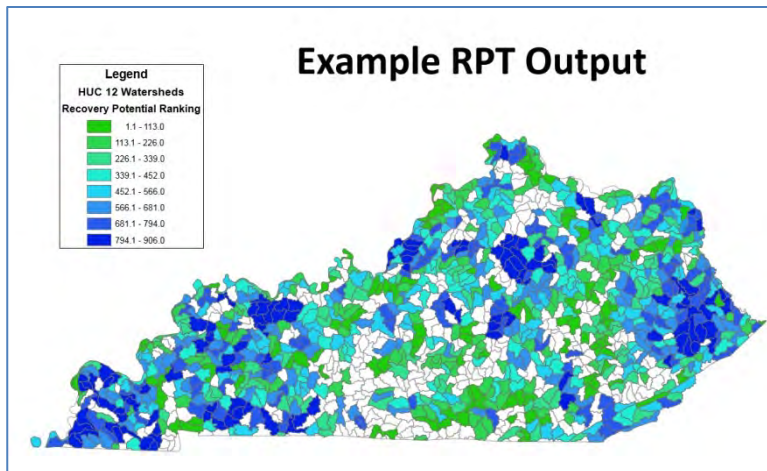 Example RPT Output
Legend
HUC 12 Watersheds
Recovery Potential Ranking
1.1 - 113.0
113.1 - 226.0
226.1 - 339.0
339.1 - 452.0
452.1 - 566.0
566.1 - 681.0
681.1 - 794.0
794.1 - 906.0